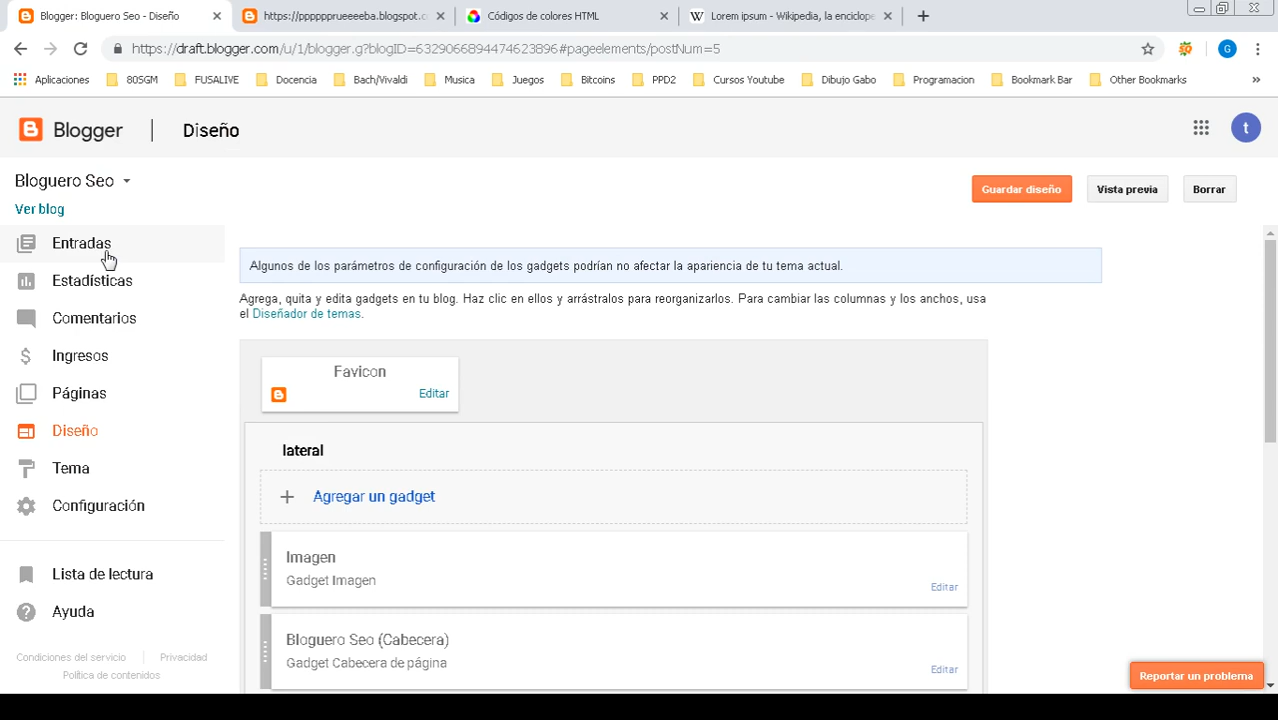 Blogger: Bloguero Seo - Diseño
https://pppppprueeeeba.blogspot.c
Códigos de colores HTML
Lorem ipsum - Wikipedia, la enciclope
https://draft.blogger.com/u/1/blogger.g?blogID=6329066894474623896#pageelements/postNum=5
G
Aplicaciones
80SGM
FUSALIVE
Docencia
Bach/Vivaldi
Musica
Juegos
Bitcoins
PPD2
Cursos Youtube
Dibujo Gabo
Programacion
Bookmark Bar
Other Bookmarks
»
Blogger
Diseño
t
Bloguero Seo
Ver blog
Guardar diseño
Vista previa
Borrar
Entradas
Estadísticas
Comentarios
Ingresos
Páginas
Diseño
Tema
Configuración
Lista de lectura
Ayuda
Condiciones del servicio
Privacidad
Política de contenidos
Algunos de los parámetros de configuración de los gadgets podrían no afectar la apariencia de tu tema actual.
Agrega, quita y edita gadgets en tu blog. Haz clic en ellos y arrástralos para reorganizarlos. Para cambiar las columnas y los anchos, usa
el Diseñador de temas.
Favicon
Editar
lateral
Agregar un gadget
Imagen
Gadget Imagen
Editar
Bloguero Seo (Cabecera)
Gadget Cabecera de página
Editar
Reportar un problema